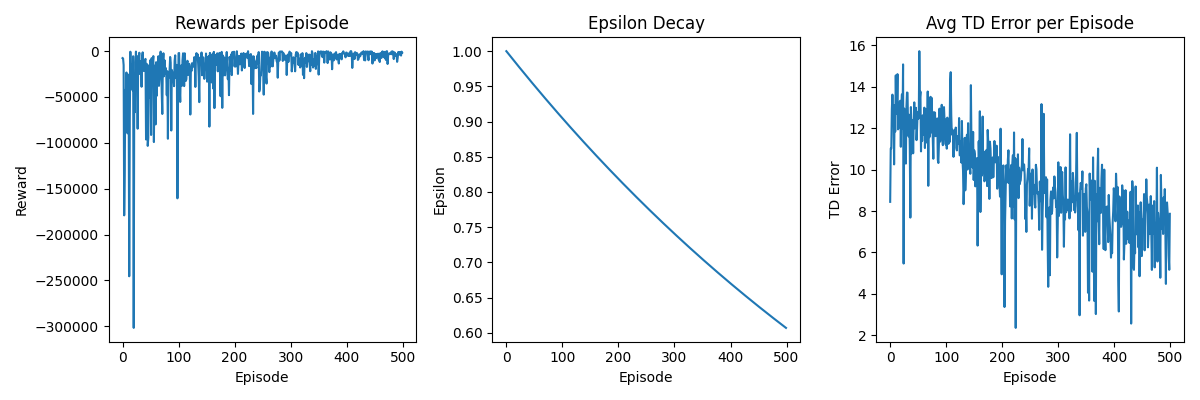 Rewards per Episode
Reward
0
−50000
−100000
−150000
−200000
−250000
−300000
0 100 200 300 400 500
Episode
Epsilon Decay
Epsilon
1.00
0.95
0.90
0.85
0.80
0.75
0.70
0.65
0.60
0 100 200 300 400 500
Episode
Avg TD Error per Episode
TD Error
16
14
12
10
8
6
4
2
0 100 200 300 400 500
Episode